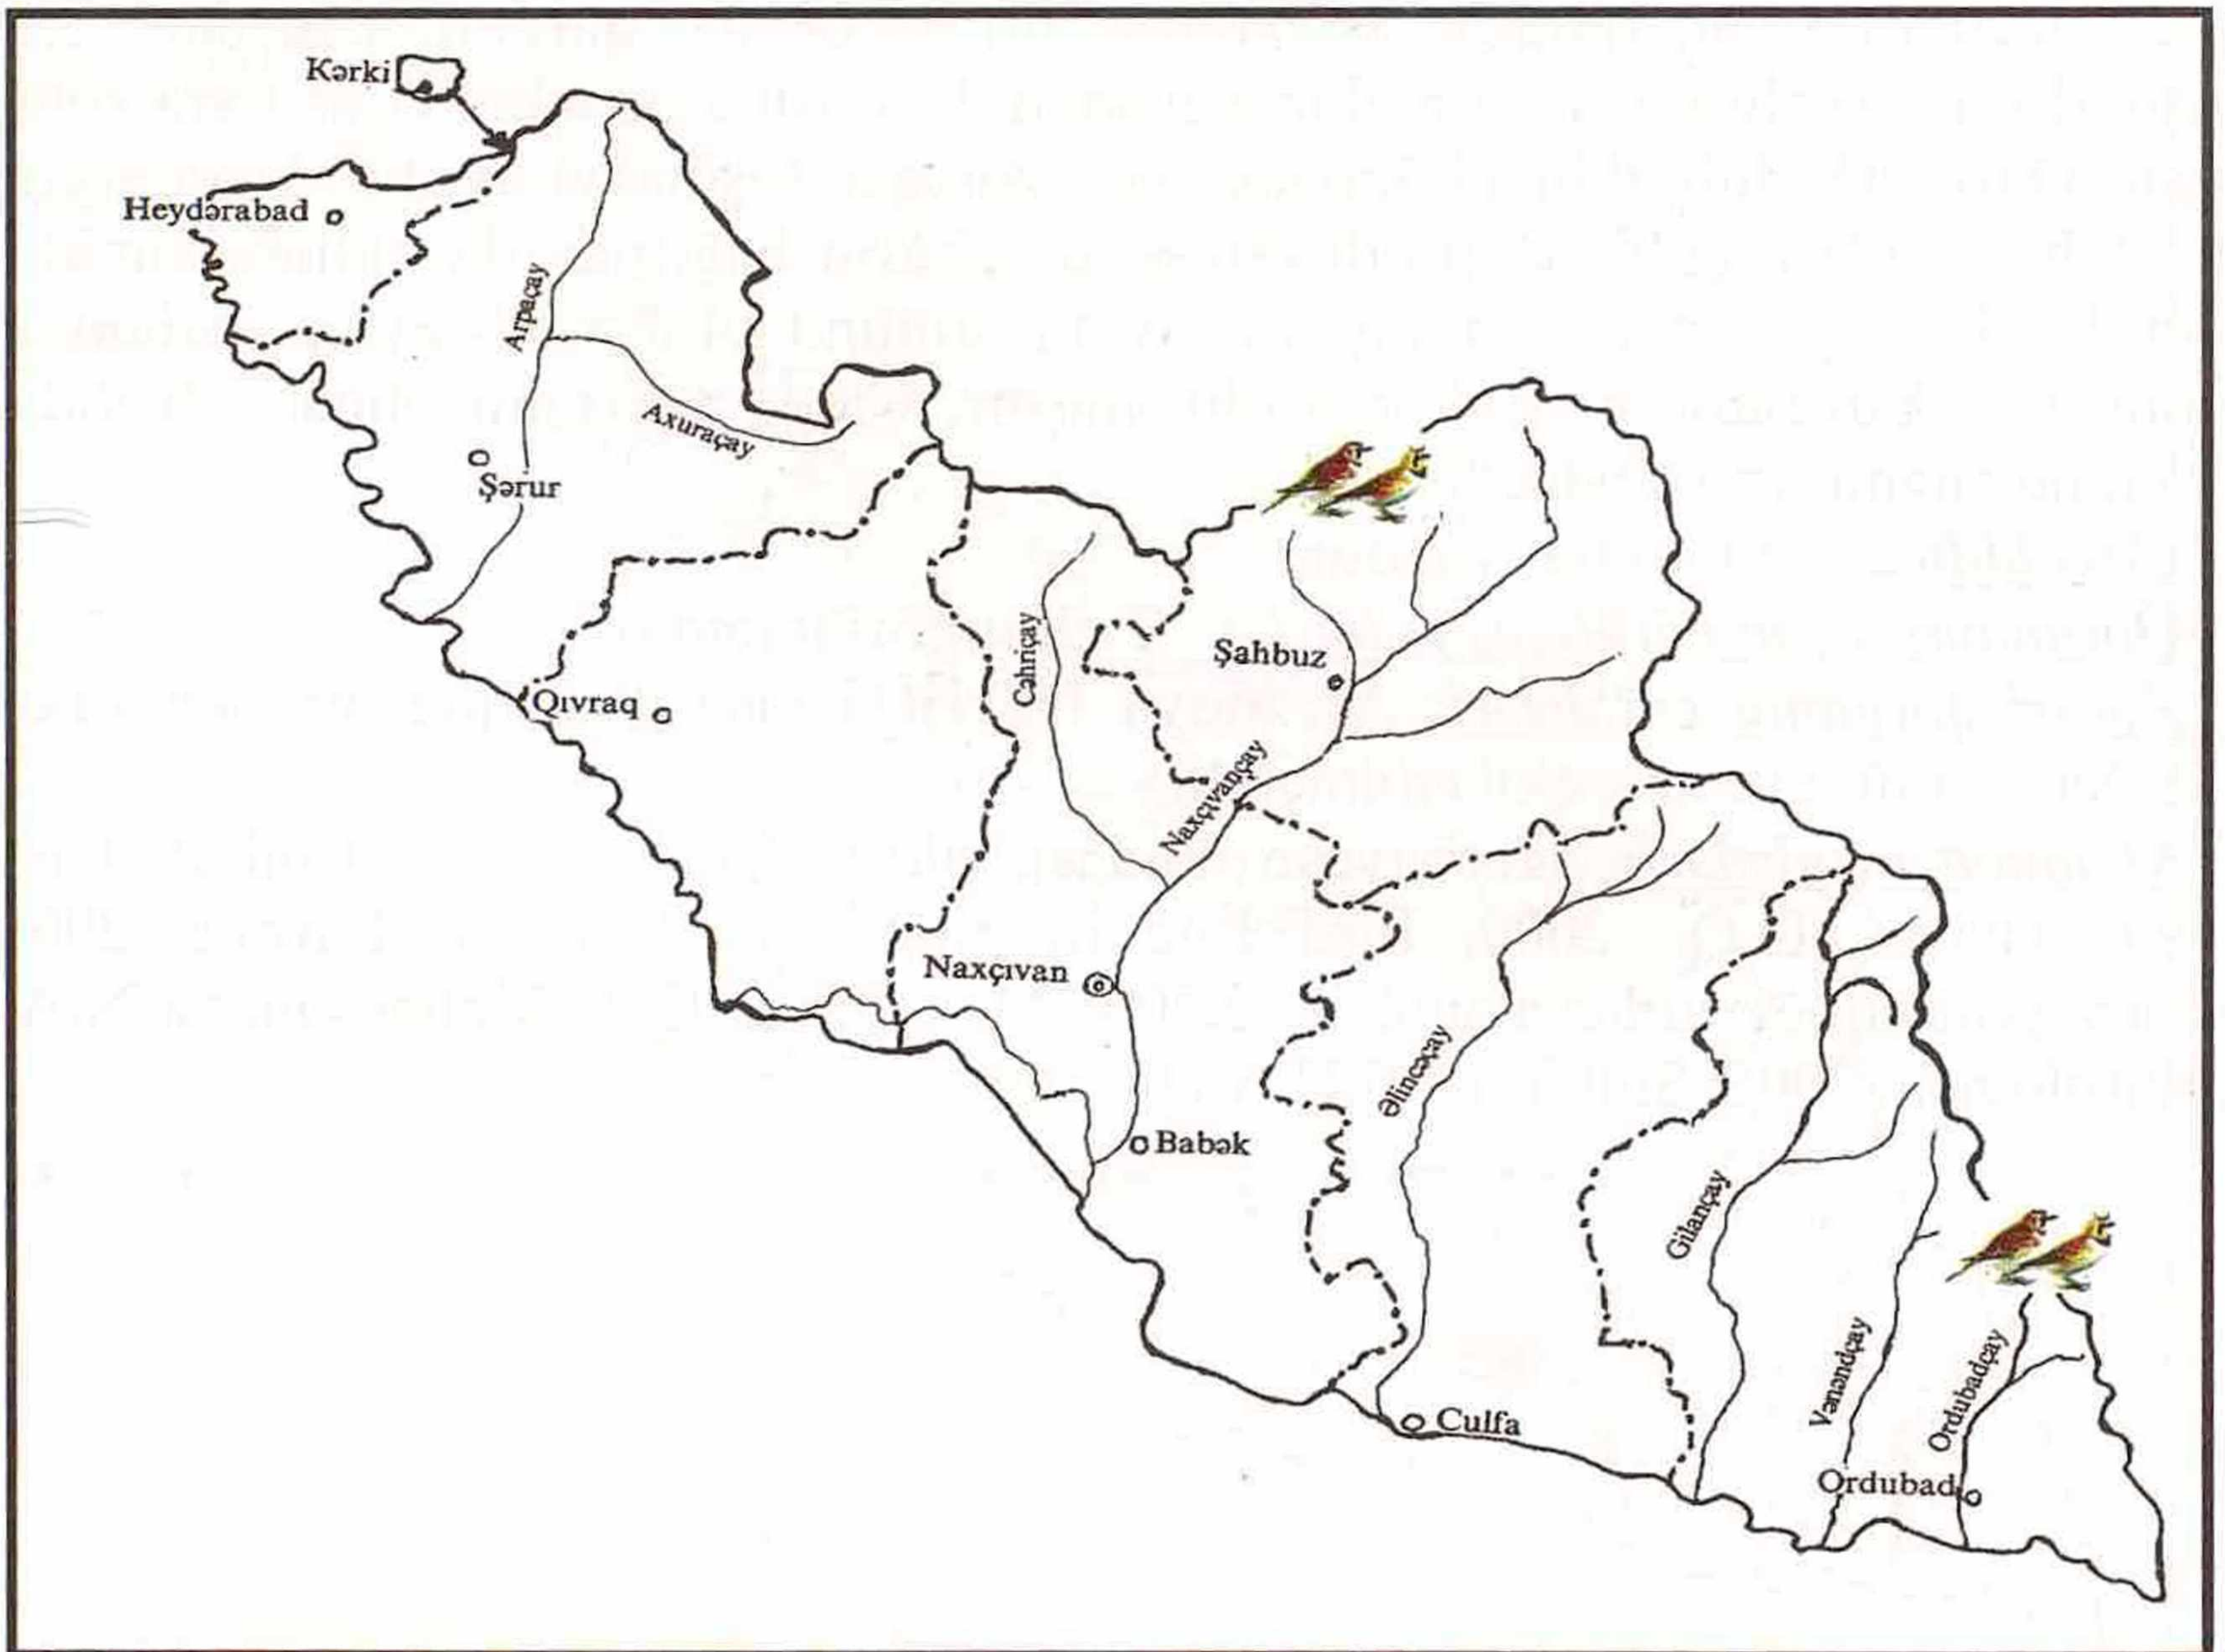 Kərki
Heydərabad
Arpaçay
Axuraçay
Şərur
Cəhriçay
Şahbuz
Qıvraq
Naxçıvançay
Naxçıvan
Əlincəçay
Babək
Gilançay
Vənəndçay
Ordubadçay
Culfa
Ordubad